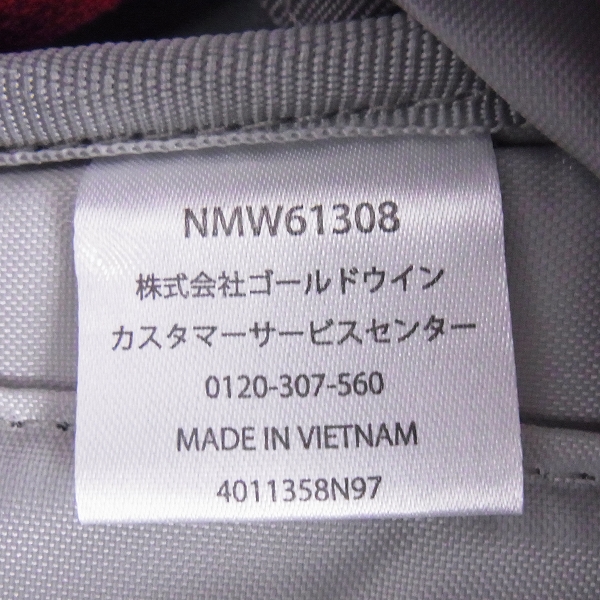 NMW61308
株式会社ゴールドウイン
カスタマーサービスセンター
0120-307-560
MADE IN VIETNAM
4011358N97